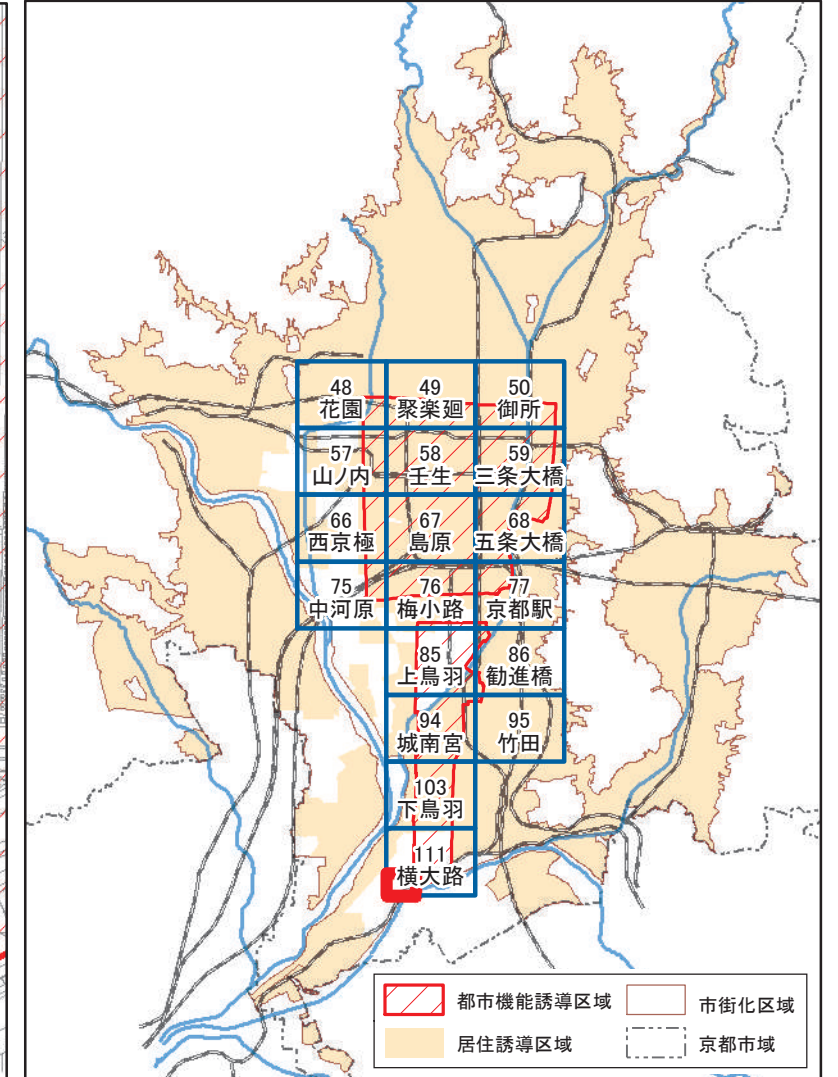 48
花園
49
聚楽廻
50
御所
57
山ノ内
58
壬生
59
三条大橋
66
西京極
67
島原
68
五条大橋
75
中河原
76
梅小路
77
京都駅
85
上鳥羽
86
勧進橋
94
城南宮
95
竹田
103
下鳥羽
111
横大路
都市機能誘導区域
市街化区域
居住誘導区域
京都市域